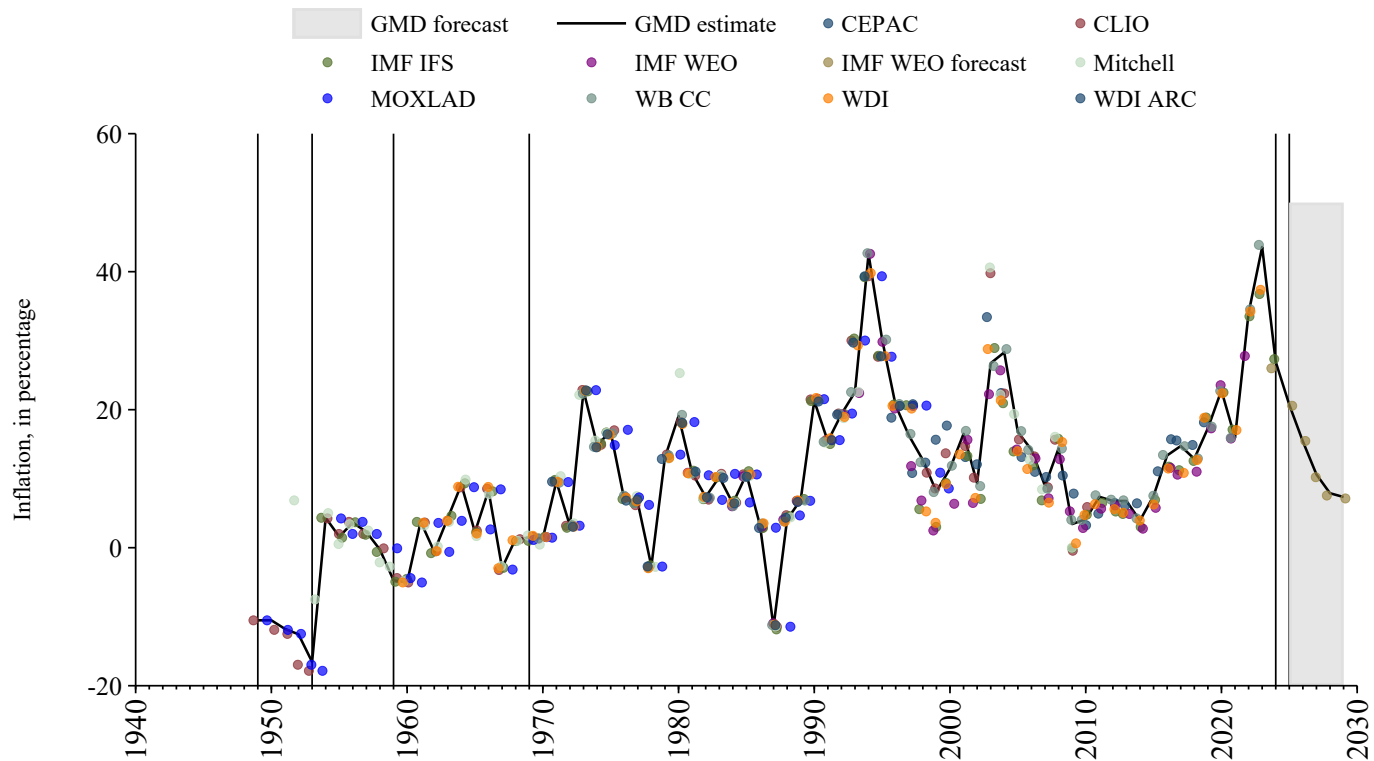 GMD forecast GMD estimate CEPAC CLIO
IMF IFS IMF WEO IMF WEO forecast Mitchell
MOXLAD WB CC WDI WDI ARC
60
40
20
0
-20
Inflation, in percentage
1940 1950 1960 1970 1980 1990 2000 2010 2020 2030